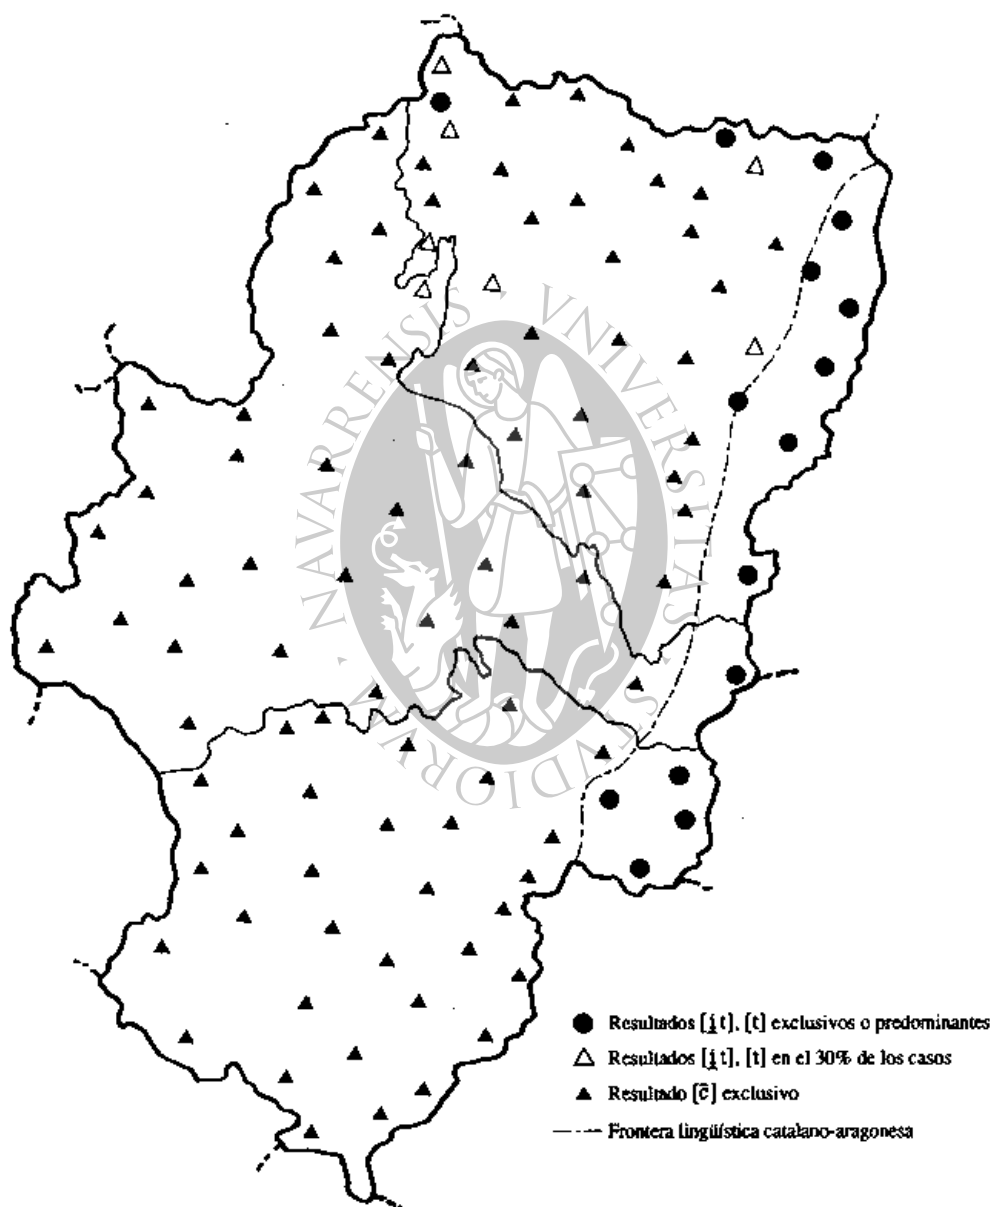 · VNIVERSITAS · STVDIORVM · NAVARRENSIS
Resultados [i̯t], [t] exclusivos o predominantes
Resultados [i̯t], [t] en el 30% de los casos
Resultado [ĉ] exclusivo
Frontera lingüística catalano-aragonesa